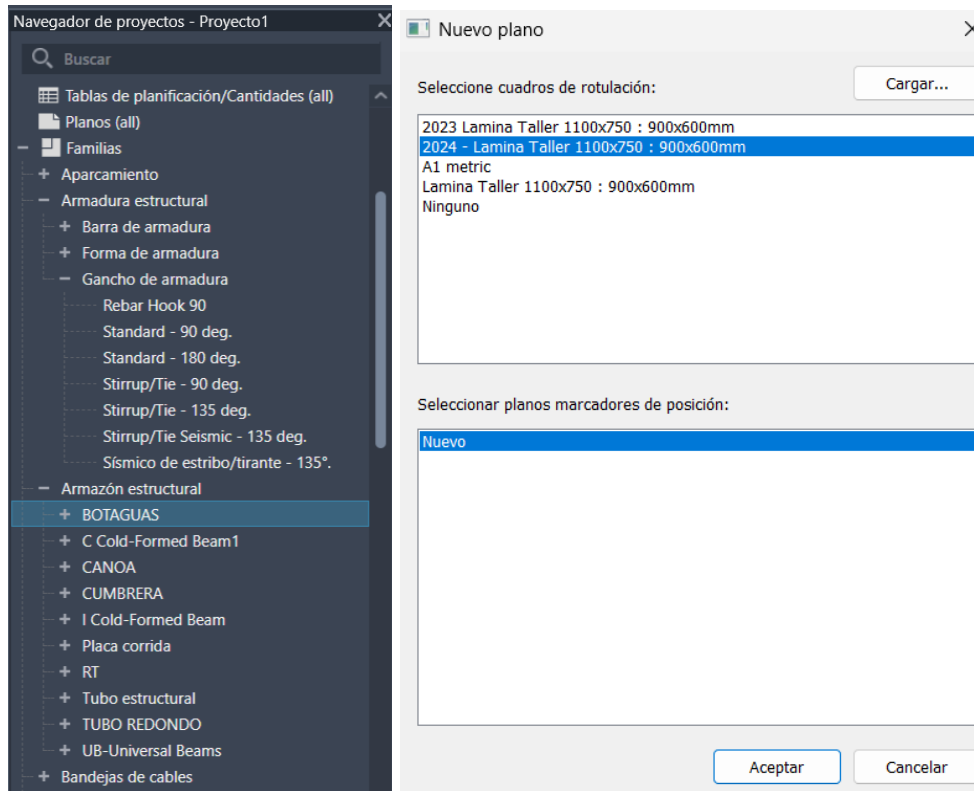 Navegador de proyectos - Proyecto1
Buscar
Tablas de planificación/Cantidades (all)
Planos (all)
Familias
Aparcamiento
Armadura estructural
Barra de armadura
Forma de armadura
Gancho de armadura
Rebar Hook 90
Standard - 90 deg.
Standard - 180 deg.
Stirrup/Tie - 90 deg.
Stirrup/Tie - 135 deg.
Stirrup/Tie Seismic - 135 deg.
Sísmico de estribo/tirante - 135°.
Armazón estructural
BOTAGUAS
C Cold-Formed Beam1
CANOA
CUMBRERA
I Cold-Formed Beam
Placa corrida
RT
Tubo estructural
TUBO REDONDO
UB-Universal Beams
Bandejas de cables
Nuevo plano
Seleccione cuadros de rotulación:
Cargar...
2023 Lamina Taller 1100x750 : 900x600mm
2024 - Lamina Taller 1100x750 : 900x600mm
A1 metric
Lamina Taller 1100x750 : 900x600mm
Ninguno
Seleccionar planos marcadores de posición:
Nuevo
Aceptar
Cancelar